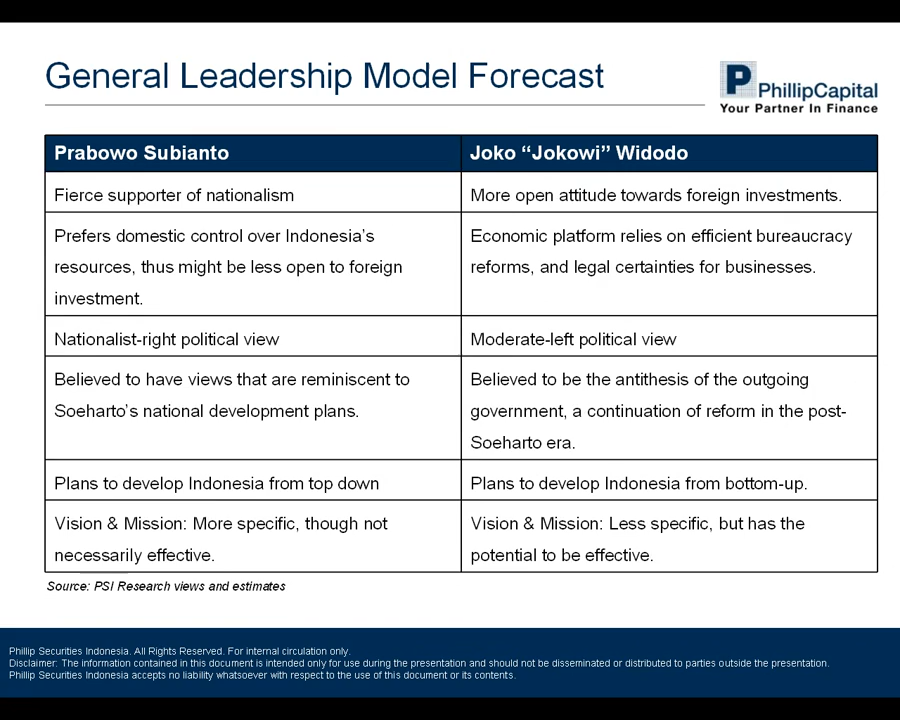 General Leadership Model Forecast
P PhillipCapital
Your Partner In Finance
Prabowo Subianto
Joko “Jokowi” Widodo
Fierce supporter of nationalism
More open attitude towards foreign investments.
Prefers domestic control over Indonesia’s
resources, thus might be less open to foreign
investment.
Economic platform relies on efficient bureaucracy
reforms, and legal certainties for businesses.
Nationalist-right political view
Moderate-left political view
Believed to have views that are reminiscent to
Soeharto’s national development plans.
Believed to be the antithesis of the outgoing
government, a continuation of reform in the post-
Soeharto era.
Plans to develop Indonesia from top down
Plans to develop Indonesia from bottom-up.
Vision & Mission: More specific, though not
necessarily effective.
Vision & Mission: Less specific, but has the
potential to be effective.
Source: PSI Research views and estimates
Phillip Securities Indonesia. All Rights Reserved. For internal circulation only.
Disclaimer: The information contained in this document is intended only for use during the presentation and should not be disseminated or distributed to parties outside the presentation.
Phillip Securities Indonesia accepts no liability whatsoever with respect to the use of this document or its contents.